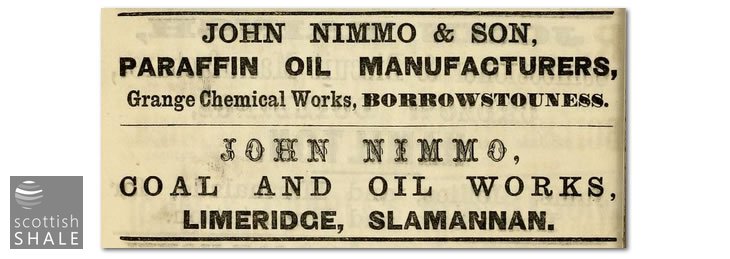 JOHN NIMMO & SON,
PARAFFIN OIL MANUFACTURERS,
Grange Chemical Works, BORROWSTOUNESS.
JOHN NIMMO,
COAL AND OIL WORKS,
LIMERIDGE, SLAMANNAN.
scottish
SHALE